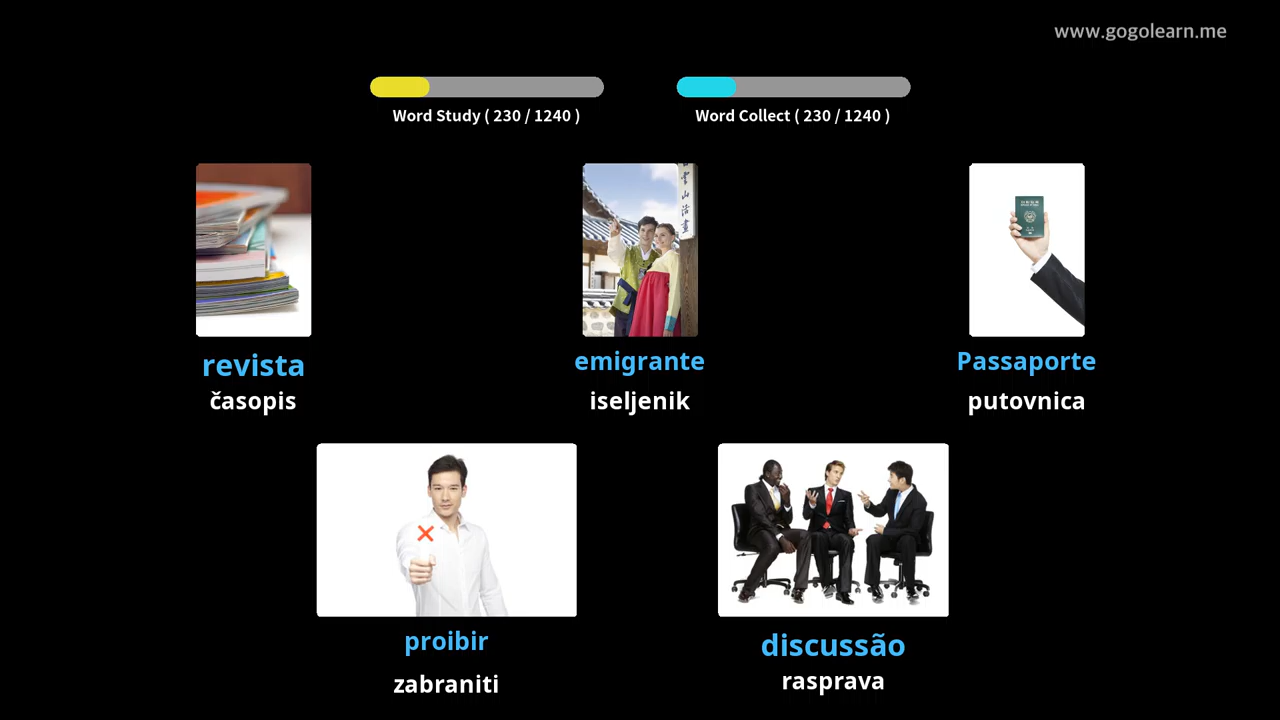 www.gogolearn.me
Word Study ( 230 / 1240 )
Word Collect ( 230 / 1240 )
revista
časopis
emigrante
iseljenik
Passaporte
putovnica
proibir
zabraniti
discussão
rasprava